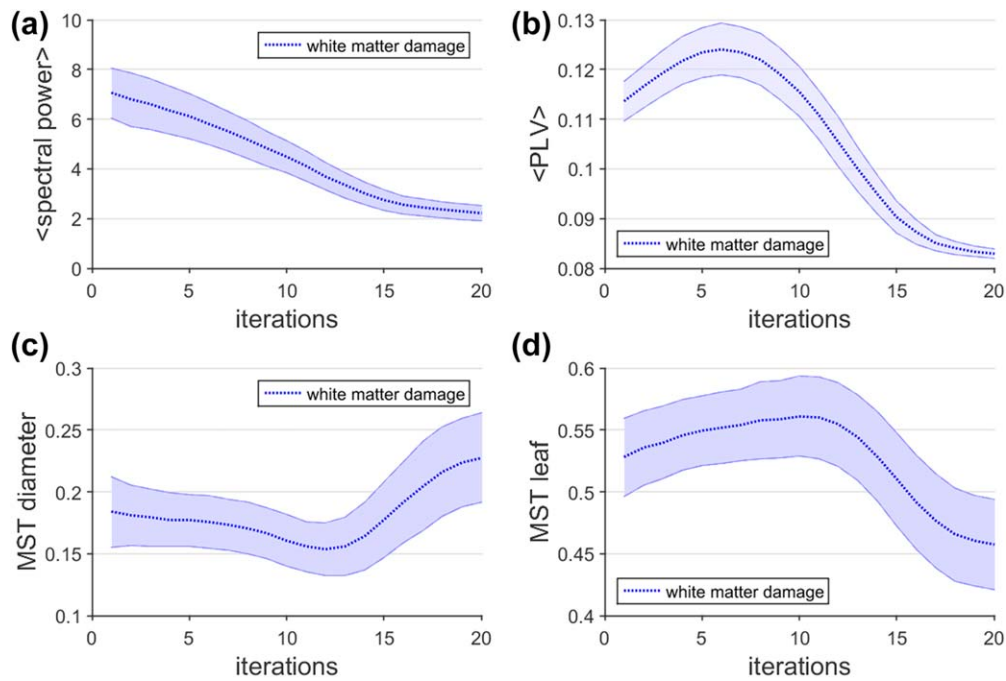 (a)
10
8
6
4
2
0
<spectral power>
white matter damage
0 5 10 15 20
iterations
(b)
0.13
0.12
0.11
0.1
0.09
0.08
<PLV>
white matter damage
0 5 10 15 20
iterations
(c)
0.3
0.25
0.2
0.15
0.1
MST diameter
white matter damage
0 5 10 15 20
iterations
(d)
0.6
0.55
0.5
0.45
0.4
MST leaf
white matter damage
0 5 10 15 20
iterations